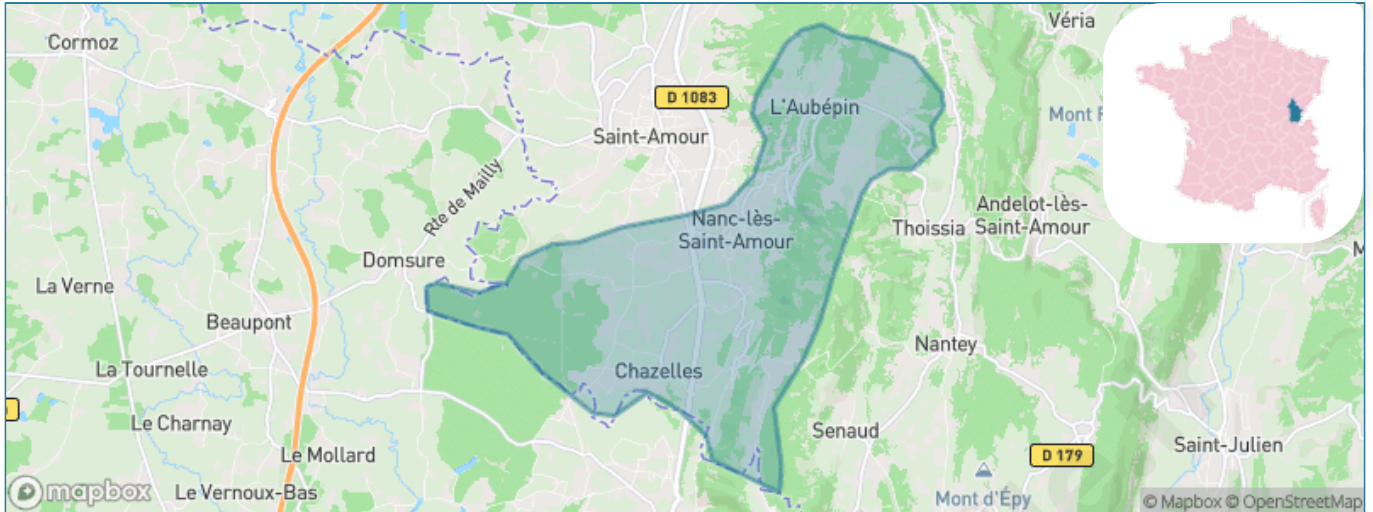 Cormoz
Véria
D 1083
L'Aubépin
Mont
Saint-Amour
Rte de Mailly
Nanc-lès-
Saint-Amour
Andelot-lès-
Saint-Amour
Thoissia
Domsure
M
La Verne
Beaupont
Nantey
La Tournelle
Chazelles
Le Charnay
Senaud
Saint-Julien
Le Mollard
D 179
Le Vernoux-Bas
Mont d'Épy
mapbox
© Mapbox © OpenStreetMap